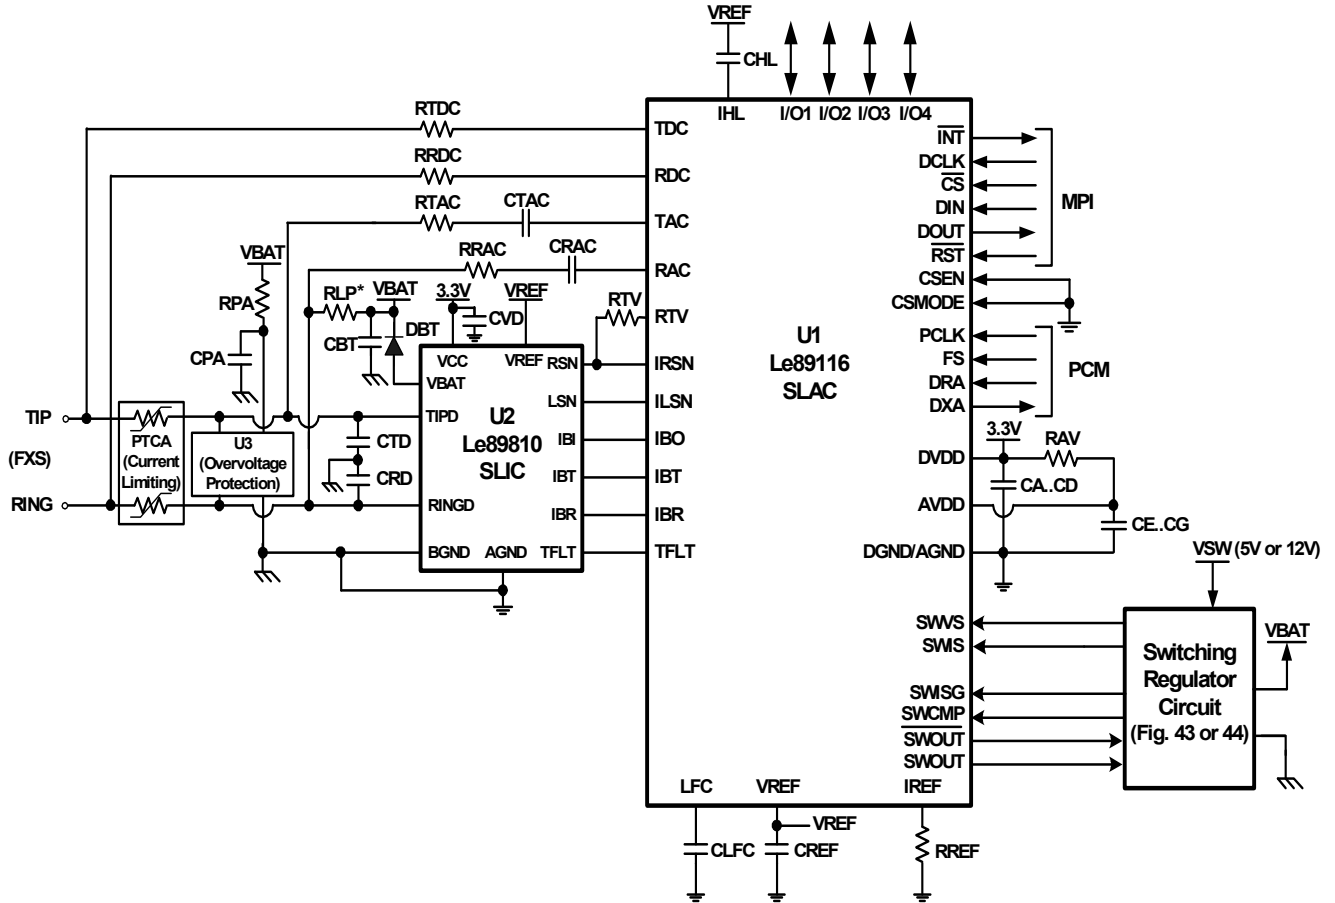 VREF
CHL
IHL
I/O1
I/O2
I/O3
I/O4
RTDC
TDC
RRDC
RDC
RTAC
CTAC
TAC
RRAC
CRAC
RAC
VBAT
RPA
CPA
RLP*
VBAT
CBT
DBT
3.3V
CVD
VREF
RTV
RTV
VCC
VREF
RSN
IRSN
VBAT
LSN
ILSN
TIPD
U2
Le89810
SLIC
IBI
IBO
IBT
IBT
RINGD
IBR
IBR
BGND
AGND
TFLT
TFLT
TIP
(FXS)
RING
PTCA
(Current
Limiting)
U3
(Overvoltage
Protection)
CTD
CRD
U1
Le89116
SLAC
INT
DCLK
CS
DIN
DOUT
RST
MPI
CSEN
CSMODE
PCLK
FS
DRA
DXA
PCM
3.3V
DVDD
RAV
CA..CD
AVDD
CE..CG
DGND/AGND
VSW (5V or 12V)
SWVS
SWIS
SWISG
SWCMP
SWOUT
SWOUT
Switching
Regulator
Circuit
(Fig. 43 or 44)
VBAT
LFC
VREF
IREF
VREF
CLFC
CREF
RREF